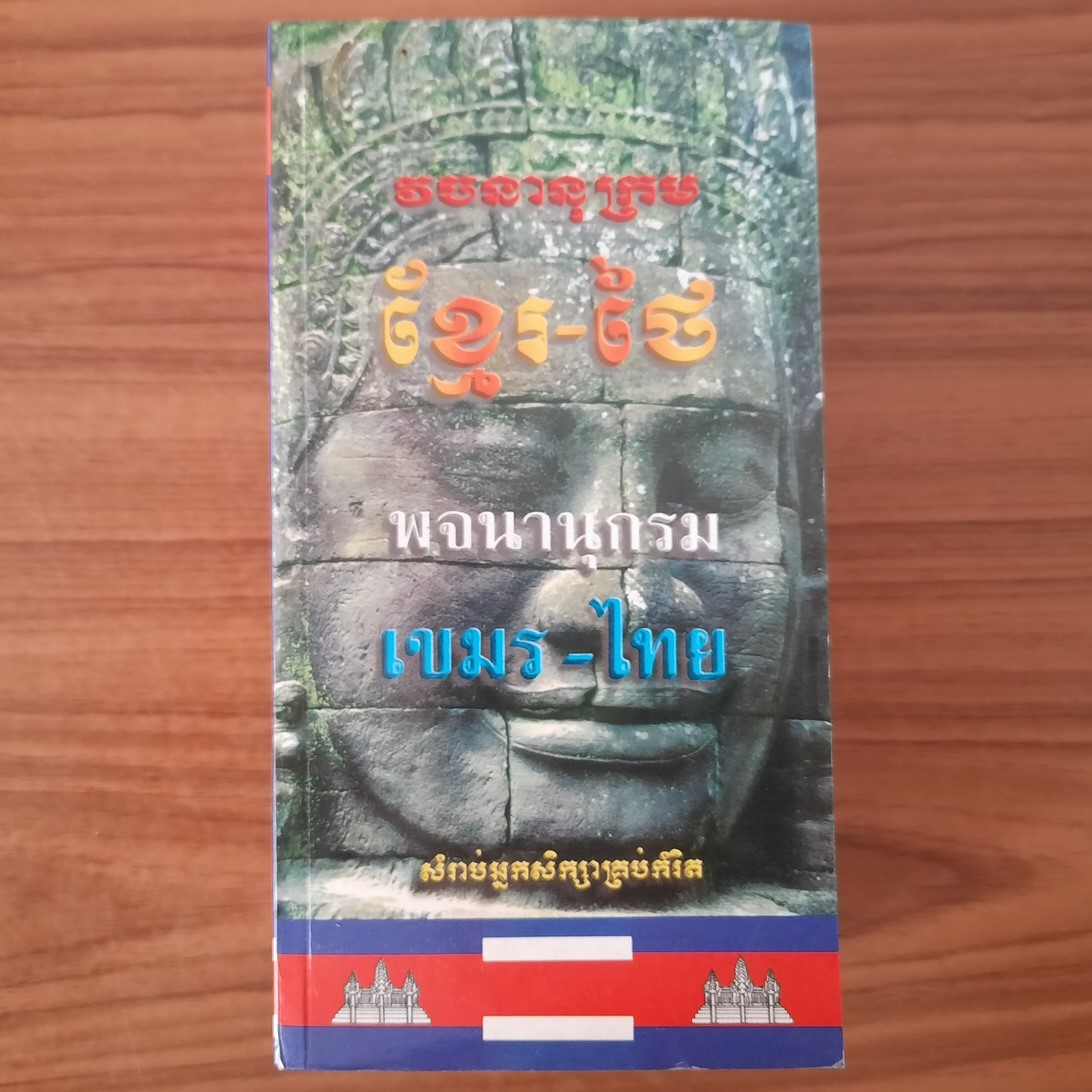 វចនានុក្រម
ខ្មែរ-ថៃ
พจนานุกรม
เขมร-ไทย
សំរាប់អ្នកសិក្សាគ្រប់កំរិត